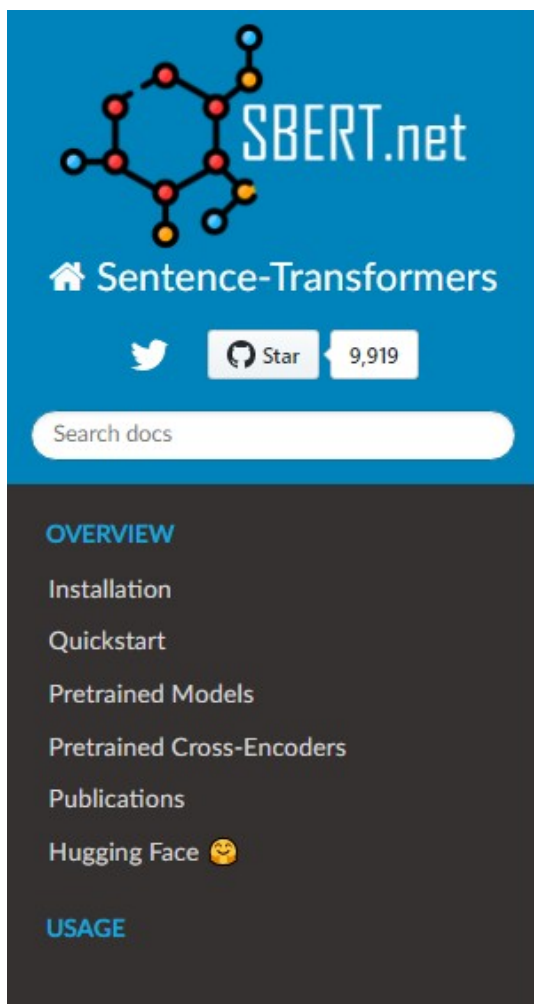 SBERT.net
Sentence-Transformers
Star 9,919
Search docs
OVERVIEW
Installation
Quickstart
Pretrained Models
Pretrained Cross-Encoders
Publications
Hugging Face 🤗
USAGE